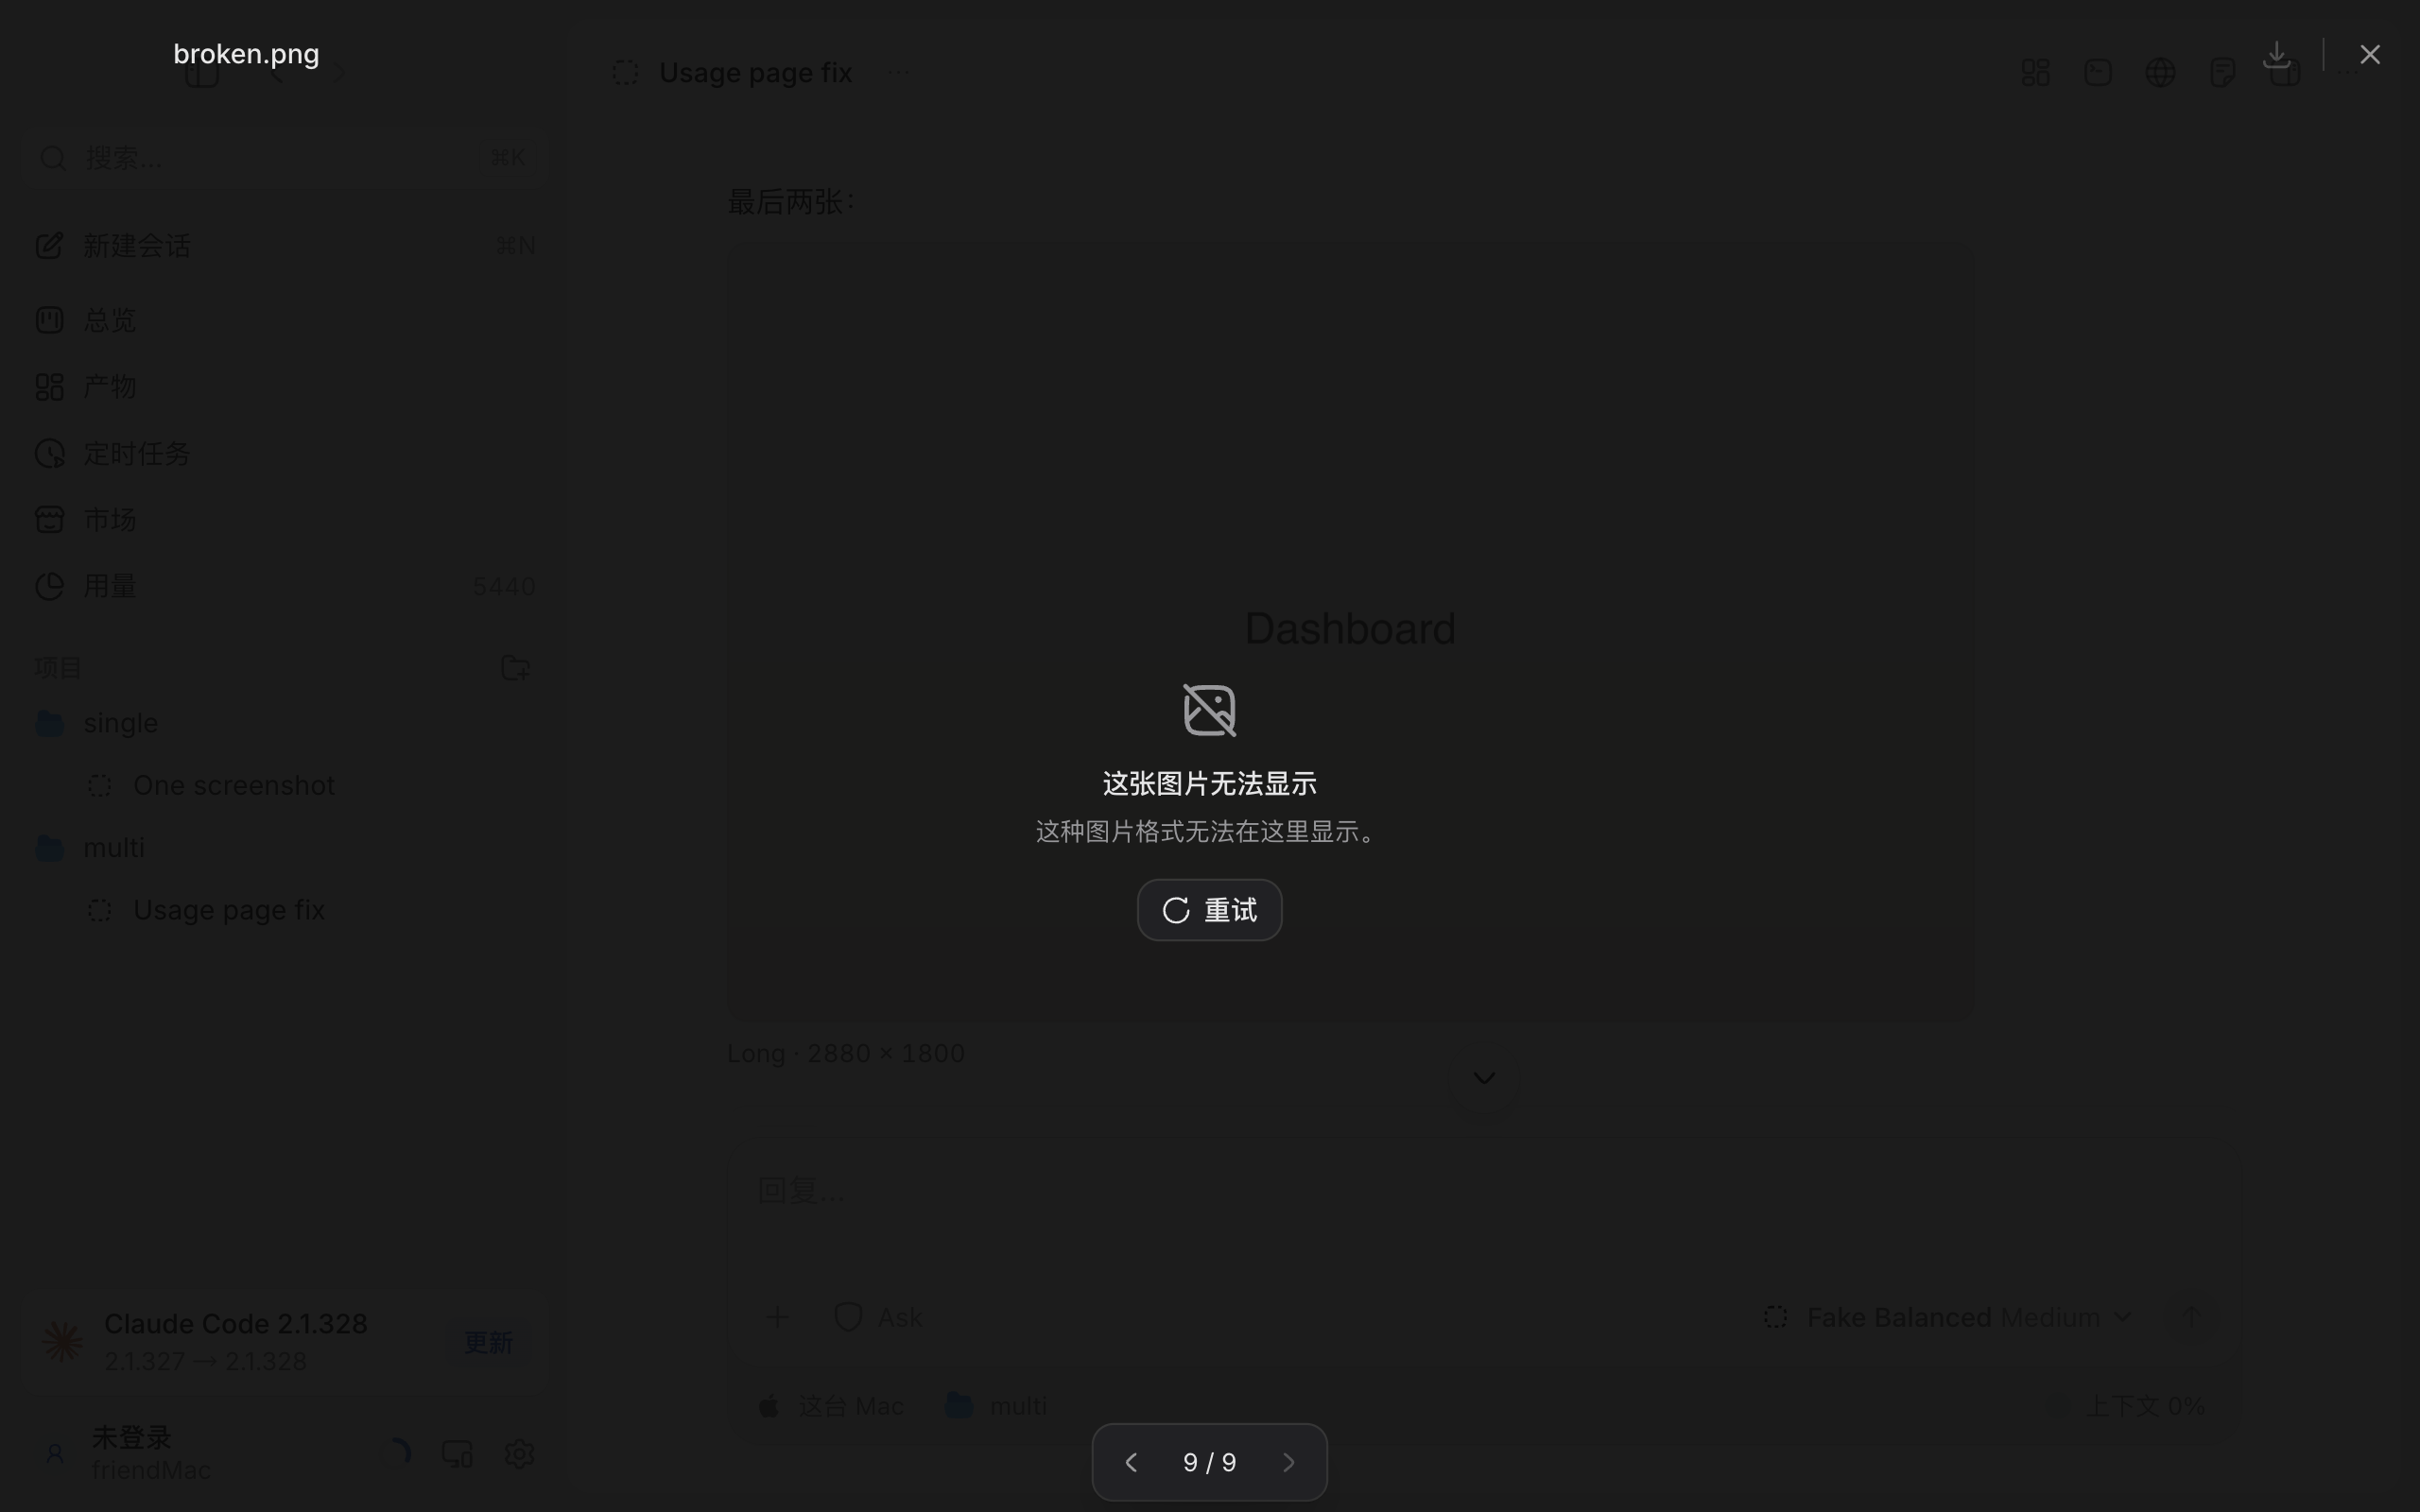 broken.png
Usage page fix
搜索...
⌘K
新建会话
⌘N
总览
产物
定时任务
市场
用量
5440
项目
single
One screenshot
multi
Usage page fix
最后两张：
Dashboard
这张图片无法显示
这种图片格式无法在这里显示。
重试
Long · 2880 × 1800
回复...
Ask
Fake Balanced Medium
这台 Mac
multi
上下文 0%
Claude Code 2.1.328
2.1.327 → 2.1.328
更新
未登录
friendMac
9 / 9